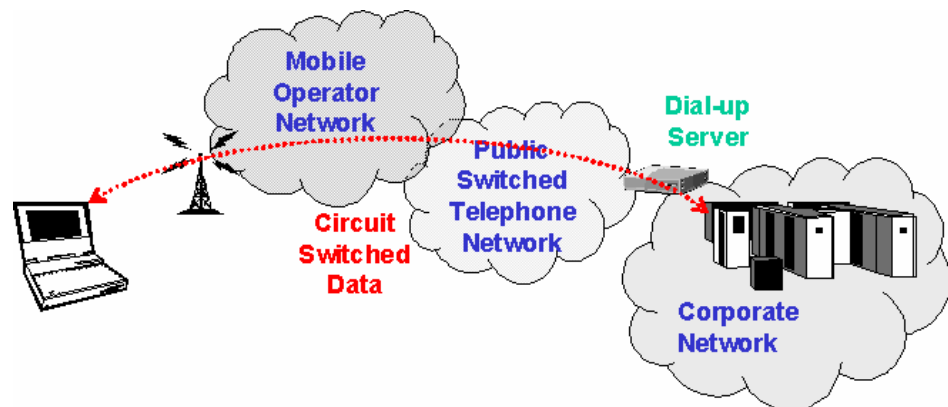 Mobile
Operator
Network
Dial-up
Server
Public
Switched
Telephone
Network
Circuit
Switched
Data
Corporate
Network